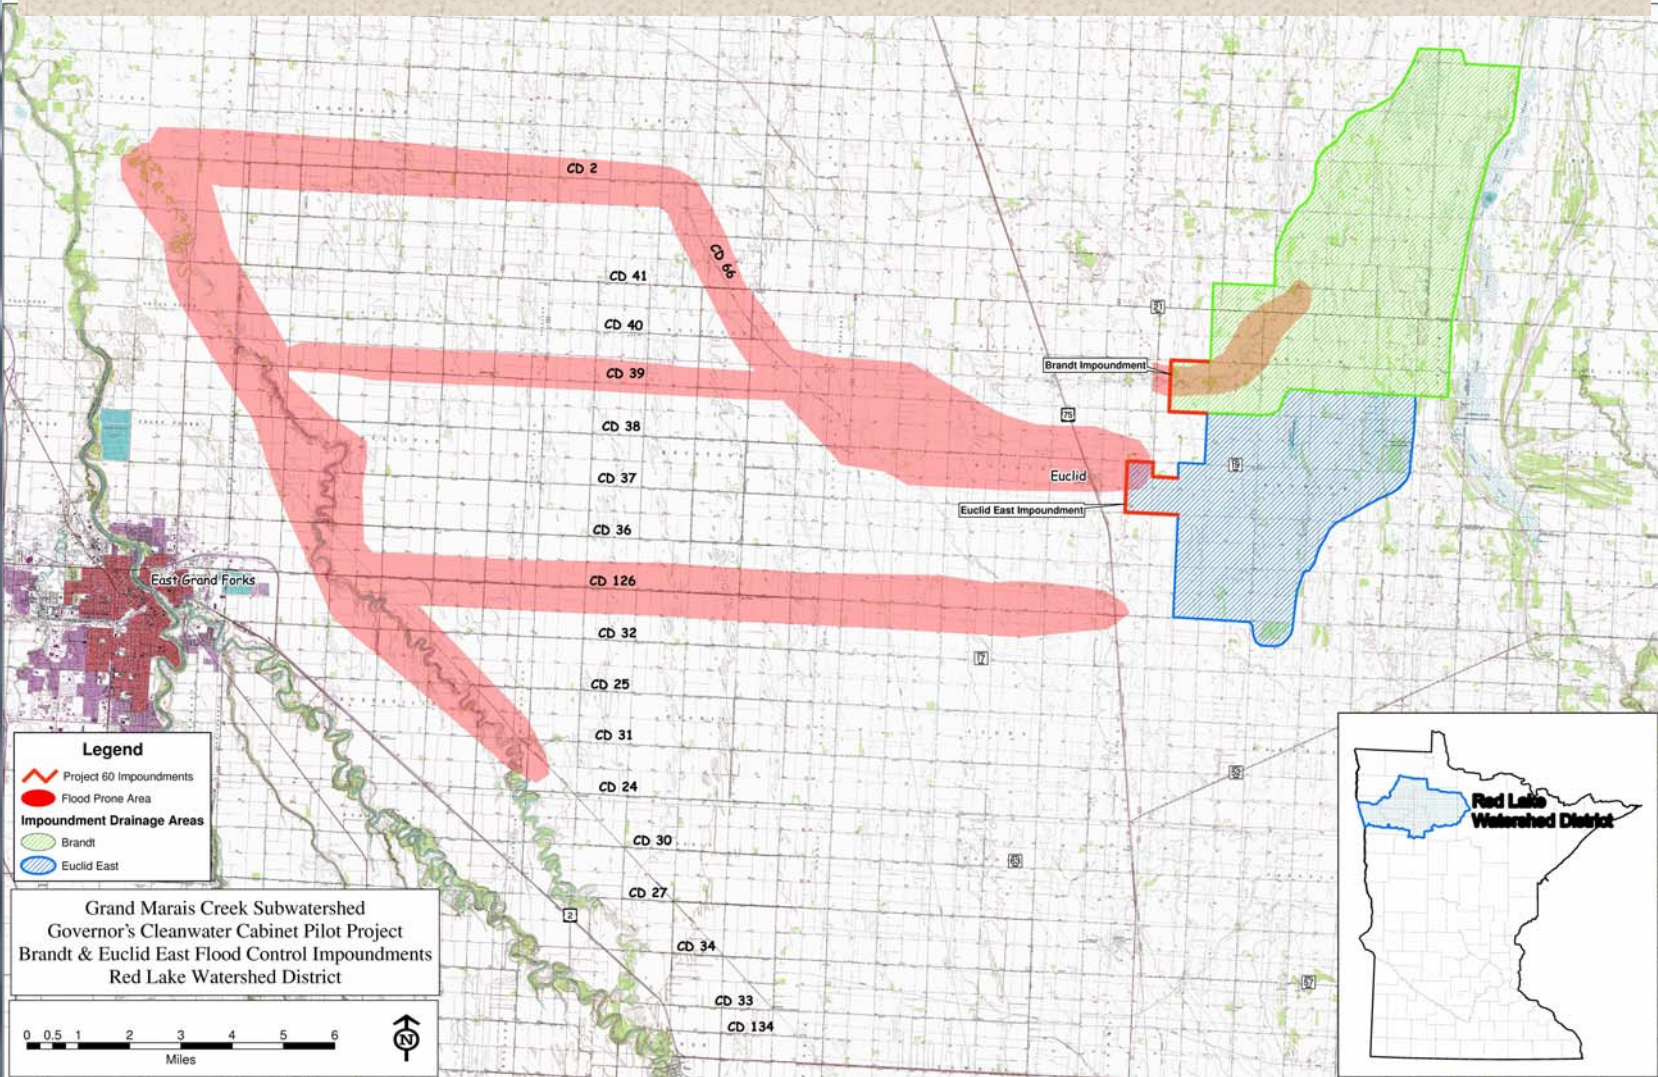 CD 2
CD 66
CD 41
21
CD 40
Brandt Impoundment
CD 39
75
CD 38
19
CD 37
Euclid
Euclid East Impoundment
CD 36
CD 126
East Grand Forks
CD 32
17
CD 25
CD 31
CD 24
CD 30
CD 27
2
CD 34
CD 33
CD 134
Legend
Project 60 Impoundments
Flood Prone Area
Impoundment Drainage Areas
Brandt
Euclid East
Grand Marais Creek Subwatershed
Governor's Cleanwater Cabinet Pilot Project
Brandt & Euclid East Flood Control Impoundments
Red Lake Watershed District
0 0.5 1 2 3 4 5 6
Miles
N
Red Lake
Watershed District